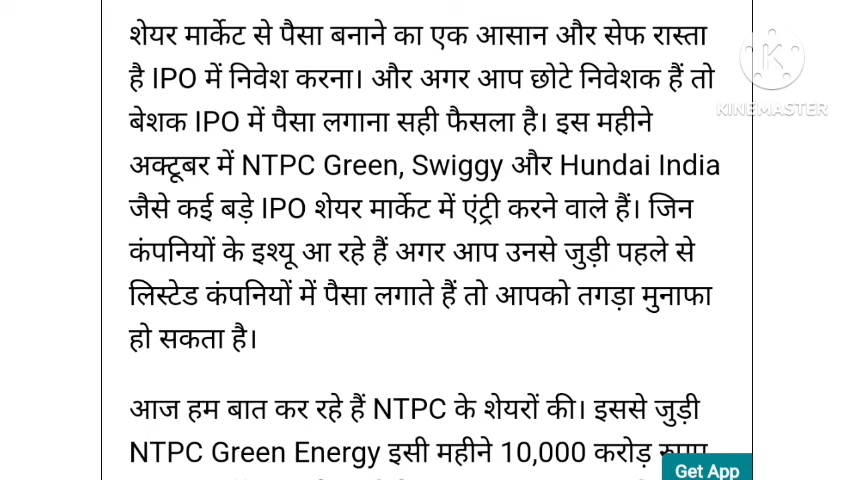 शेयर मार्केट से पैसा बनाने का एक आसान और सेफ रास्ता
है IPO में निवेश करना। और अगर आप छोटे निवेशक हैं तो
बेशक IPO में पैसा लगाना सही फैसला है। इस महीने
अक्टूबर में NTPC Green, Swiggy और Hundai India
जैसे कई बड़े IPO शेयर मार्केट में एंट्री करने वाले हैं। जिन
कंपनियों के इश्यू आ रहे हैं अगर आप उनसे जुड़ी पहले से
लिस्टेड कंपनियों में पैसा लगाते हैं तो आपको तगड़ा मुनाफा
हो सकता है।
आज हम बात कर रहे हैं NTPC के शेयरों की। इससे जुड़ी
NTPC Green Energy इसी महीने 10,000 करोड़
Get App
K
KINEMASTER